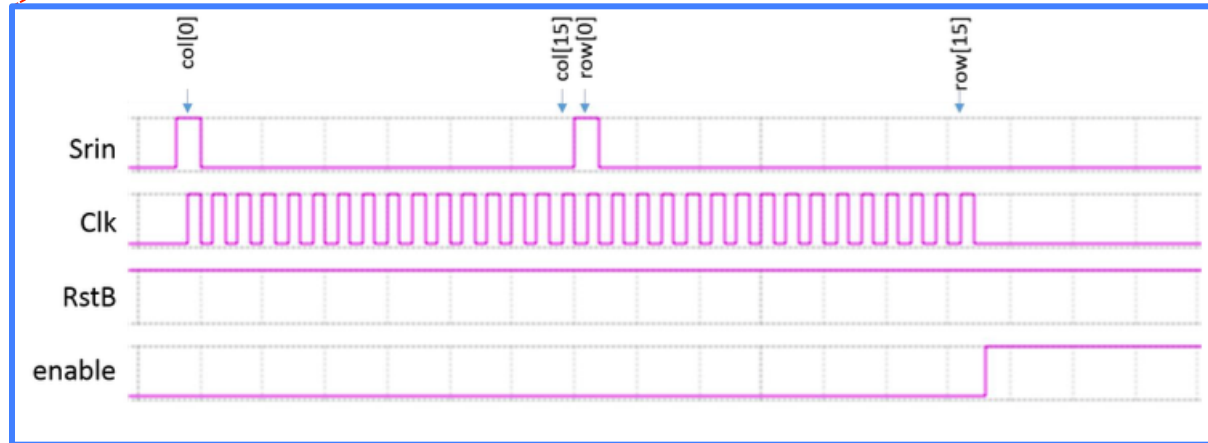 col[0]
col[15]
row[0]
row[15]
Srin
Clk
RstB
enable